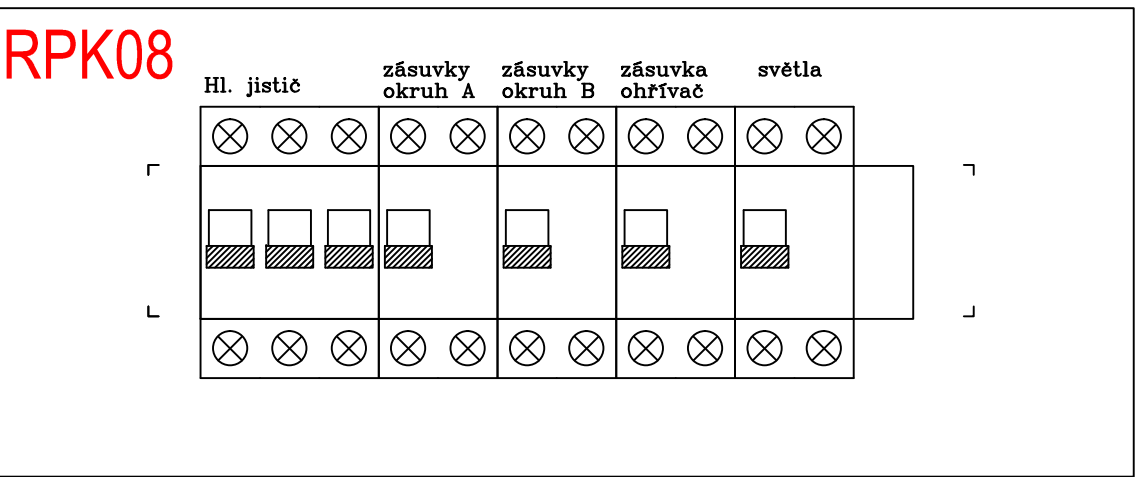 RPK08
Hl. jistič
zásuvky
okruh A
zásuvky
okruh B
zásuvka
ohřívač
světla